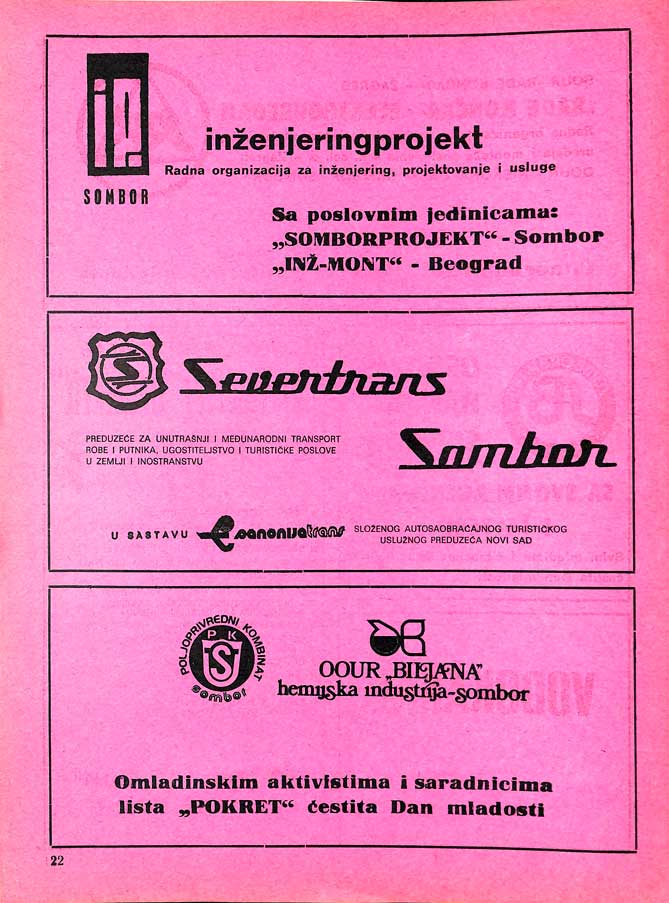 SOMBOR
inženjeringprojekt
Radna organizacija za inženjering, projektovanje i usluge
Sa poslovnim jedinicama:
„SOMBORPROJEKT“ - Sombor
„INŽ-MONT“ - Beograd
Severtrans
Sombor
PREDUZEĆE ZA UNUTRAŠNJI I MEĐUNARODNI TRANSPORT
ROBE I PUTNIKA, UGOSTITELJSTVO I TURISTIČKE POSLOVE
U ZEMLJI I INOSTRANSTVU
U SASTAVU panonijatrans SLOŽENOG AUTOSAOBRAĆAJNOG TURISTIČKOG
USLUŽNOG PREDUZEĆA NOVI SAD
POLJOPRIVREDNI KOMBINAT
PK
sombor
OOUR „BILJANA”
hemijska industrija-sombor
Omladinskim aktivistima i saradnicima
lista „POKRET“ čestita Dan mladosti
22